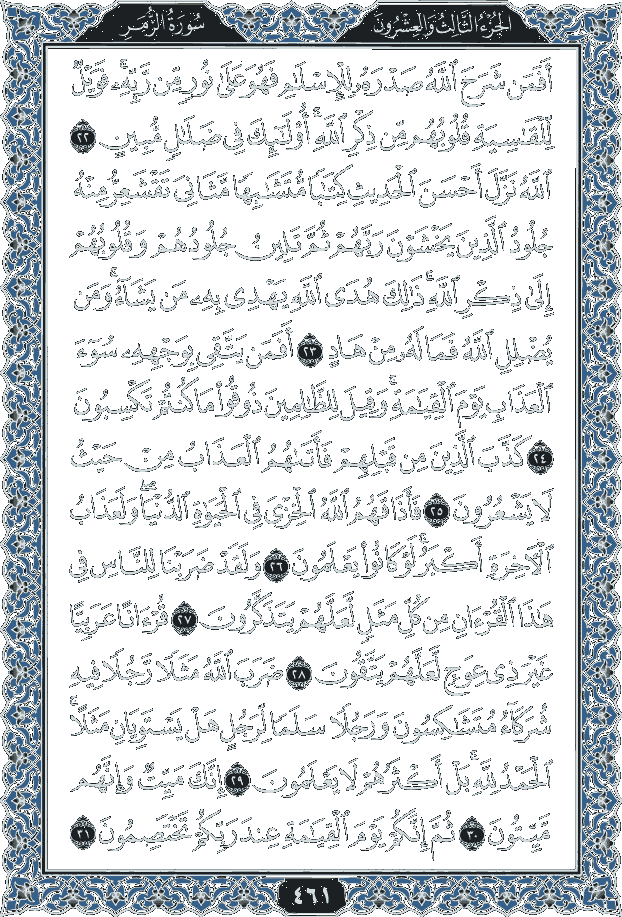 الجزء الثالث والعشرون
سورة الزمر
أَفَمَن شَرَحَ ٱللَّهُ صَدْرَهُۥ لِلْإِسْلَٰمِ فَهُوَ عَلَىٰ نُورٍ مِّن رَّبِّهِۦ ۚ فَوَيْلٌ
لِّلْقَٰسِيَةِ قُلُوبُهُم مِّن ذِكْرِ ٱللَّهِ ۚ أُو۟لَٰٓئِكَ فِى ضَلَٰلٍ مُّبِينٍ ٢٢
ٱللَّهُ نَزَّلَ أَحْسَنَ ٱلْحَدِيثِ كِتَٰبًا مُّتَشَٰبِهًا مَّثَانِىَ تَقْشَعِرُّ مِنْهُ
جُلُودُ ٱلَّذِينَ يَخْشَوْنَ رَبَّهُمْ ثُمَّ تَلِينُ جُلُودُهُمْ وَقُلُوبُهُمْ
إِلَىٰ ذِكْرِ ٱللَّهِ ۚ ذَٰلِكَ هُدَى ٱللَّهِ يَهْدِى بِهِۦ مَن يَشَآءُ ۚ وَمَن
يُضْلِلِ ٱللَّهُ فَمَا لَهُۥ مِنْ هَادٍ ٢٣ أَفَمَن يَتَّقِى بِوَجْهِهِۦ سُوٓءَ
ٱلْعَذَابِ يَوْمَ ٱلْقِيَٰمَةِ ۚ وَقِيلَ لِلظَّٰلِمِينَ ذُوقُوا۟ مَا كُنتُمْ تَكْسِبُونَ
٢٤ كَذَّبَ ٱلَّذِينَ مِن قَبْلِهِمْ فَأَتَىٰهُمُ ٱلْعَذَابُ مِنْ حَيْثُ
لَا يَشْعُرُونَ ٢٥ فَأَذَاقَهُمُ ٱللَّهُ ٱلْخِزْىَ فِى ٱلْحَيَوٰةِ ٱلدُّنْيَا ۖ وَلَعَذَابُ
ٱلْءَاخِرَةِ أَكْبَرُ ۚ لَوْ كَانُوا۟ يَعْلَمُونَ ٢٦ وَلَقَدْ ضَرَبْنَا لِلنَّاسِ فِى
هَٰذَا ٱلْقُرْءَانِ مِن كُلِّ مَثَلٍ لَّعَلَّهُمْ يَتَذَكَّرُونَ ٢٧ قُرْءَانًا عَرَبِيًّا
غَيْرَ ذِى عِوَجٍ لَّعَلَّهُمْ يَتَّقُونَ ٢٨ ضَرَبَ ٱللَّهُ مَثَلًا رَّجُلًا فِيهِ
شُرَكَآءُ مُتَشَٰكِسُونَ وَرَجُلًا سَلَمًا لِّرَجُلٍ هَلْ يَسْتَوِيَانِ مَثَلًا ۚ
ٱلْحَمْدُ لِلَّهِ ۚ بَلْ أَكْثَرُهُمْ لَا يَعْلَمُونَ ٢٩ إِنَّكَ مَيِّتٌ وَإِنَّهُم
مَّيِّتُونَ ٣٠ ثُمَّ إِنَّكُمْ يَوْمَ ٱلْقِيَٰمَةِ عِندَ رَبِّكُمْ تَخْتَصِمُونَ ٣١
٤٦١